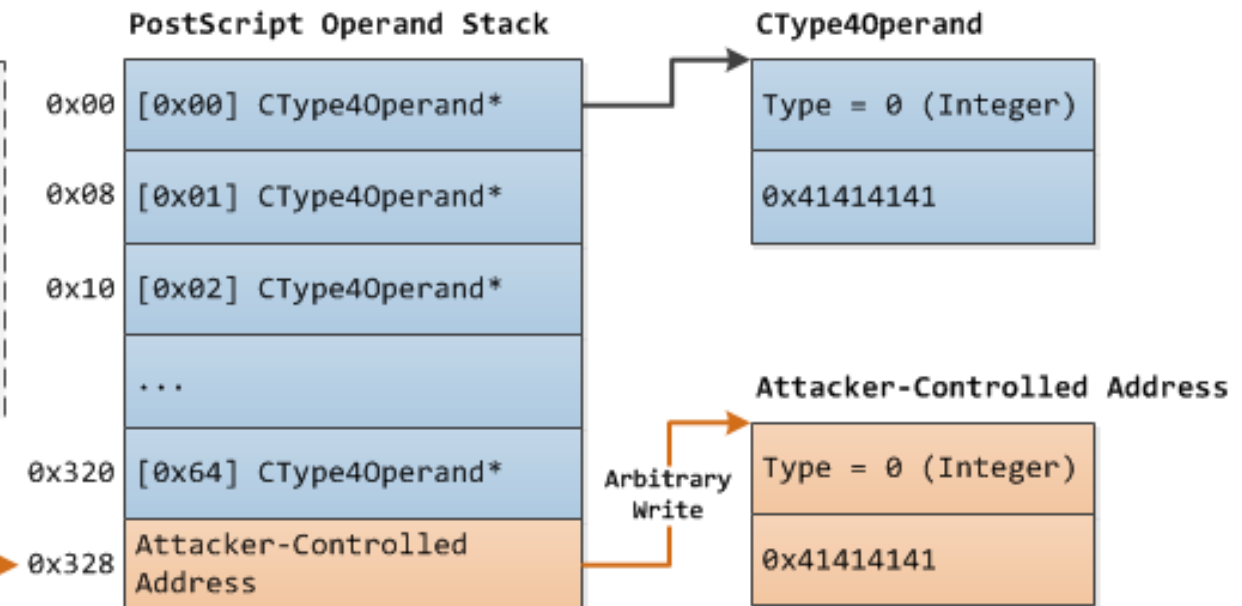 PostScript Operand Stack
CType4Operand
0x00
[0x00] CType4Operand*
Type = 0 (Integer)
0x08
[0x01] CType4Operand*
0x41414141
0x10
[0x02] CType4Operand*
...
Attacker-Controlled Address
0x320
[0x64] CType4Operand*
Arbitrary
Write
Type = 0 (Integer)
0x328
Attacker-Controlled
Address
0x41414141